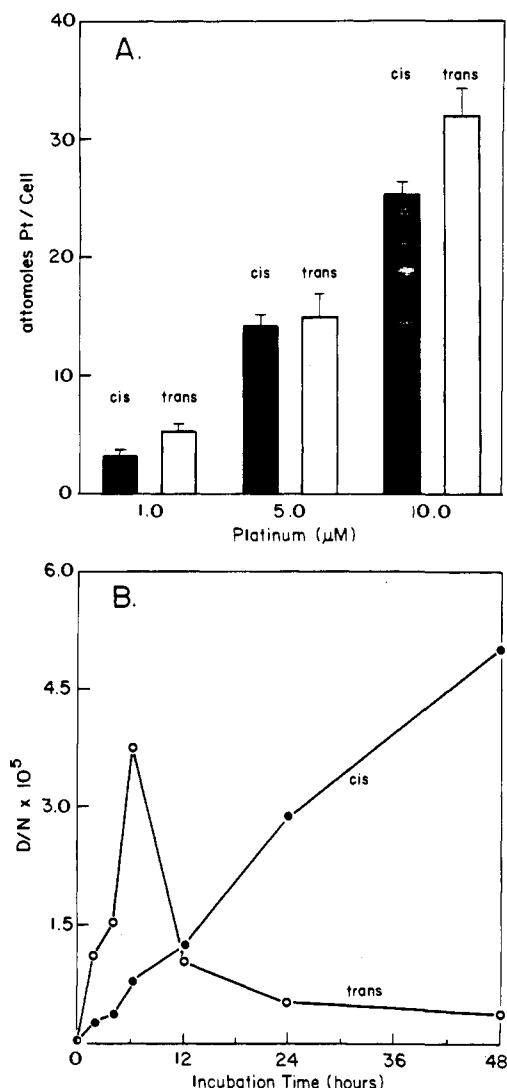 A.
40
30
20
10
0
attomoles Pt/Cell
cis trans
cis trans
cis trans
1.0 5.0 10.0
Platinum (μM)
B.
6.0
4.5
3.0
1.5
0
D/N x 10⁵
cis
trans
0 12 24 36 48
Incubation Time (hours)